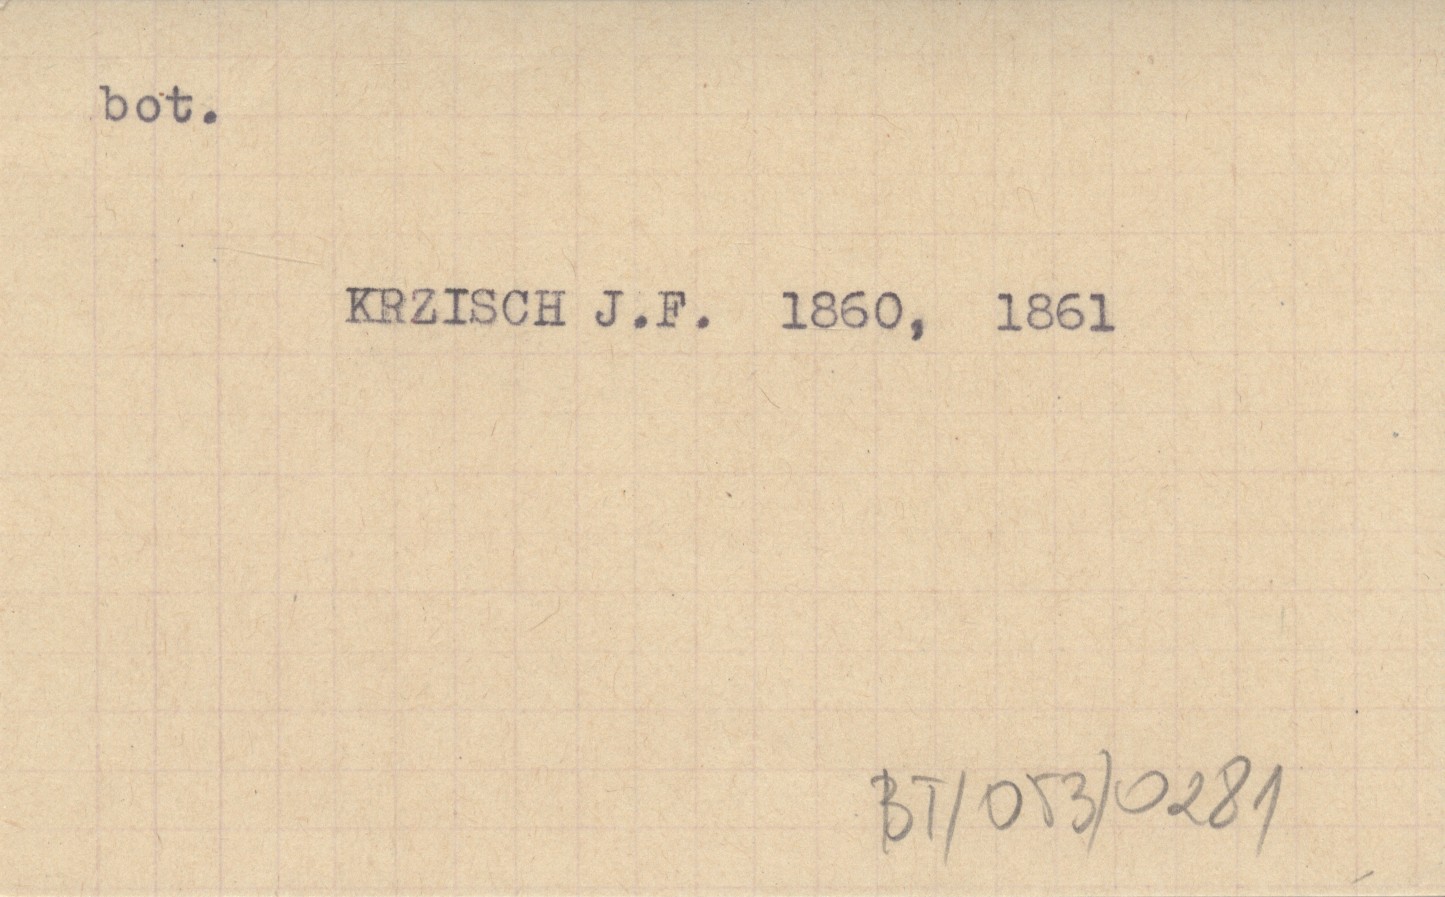 bot.
KRZISCH J.F. 1860, 1861
BT/053/0281